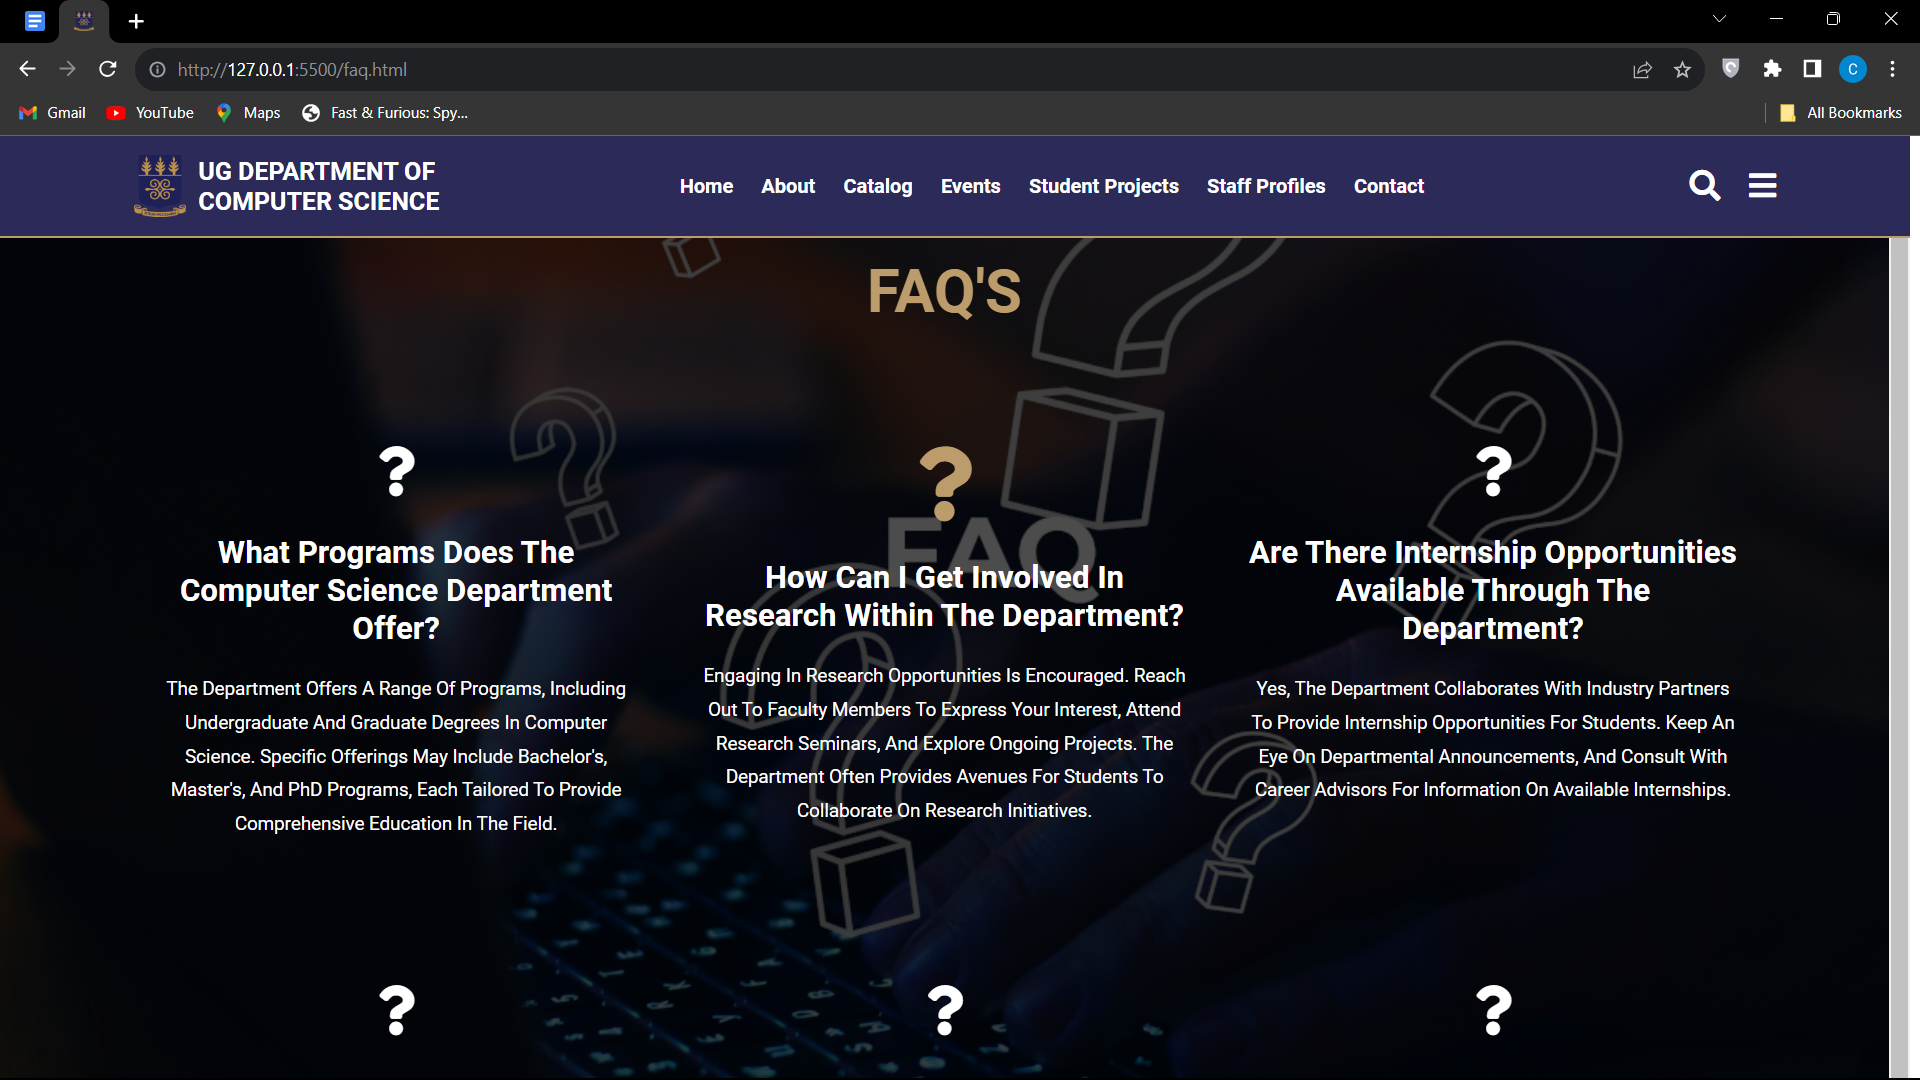 http://127.0.0.1:5500/faq.html
C
Gmail
YouTube
Maps
Fast & Furious: Spy...
All Bookmarks
UG DEPARTMENT OF
COMPUTER SCIENCE
Home
About
Catalog
Events
Student Projects
Staff Profiles
Contact
FAQ'S
?
What Programs Does The
Computer Science Department
Offer?
The Department Offers A Range Of Programs, Including
Undergraduate And Graduate Degrees In Computer
Science. Specific Offerings May Include Bachelor's,
Master's, And PhD Programs, Each Tailored To Provide
Comprehensive Education In The Field.
?
FAQ
How Can I Get Involved In
Research Within The Department?
Engaging In Research Opportunities Is Encouraged. Reach
Out To Faculty Members To Express Your Interest, Attend
Research Seminars, And Explore Ongoing Projects. The
Department Often Provides Avenues For Students To
Collaborate On Research Initiatives.
?
Are There Internship Opportunities
Available Through The
Department?
Yes, The Department Collaborates With Industry Partners
To Provide Internship Opportunities For Students. Keep An
Eye On Departmental Announcements, And Consult With
Career Advisors For Information On Available Internships.
?
?
?